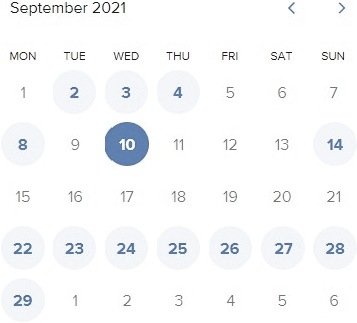 September 2021
MON TUE WED THU FRI SAT SUN
1 2 3 4 5 6 7
8 9 10 11 12 13 14
15 16 17 18 19 20 21
22 23 24 25 26 27 28
29 1 2 3 4 5 6